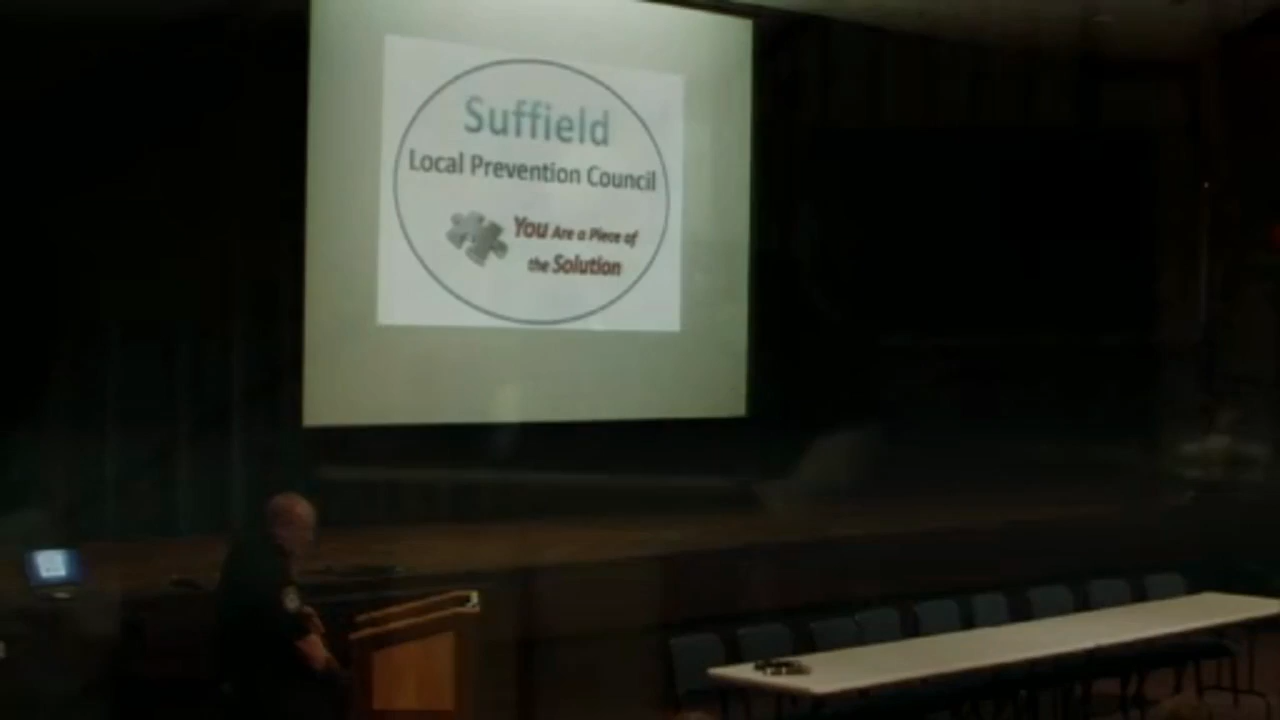 Suffield
Local Prevention Council
You Are a Piece of
the Solution